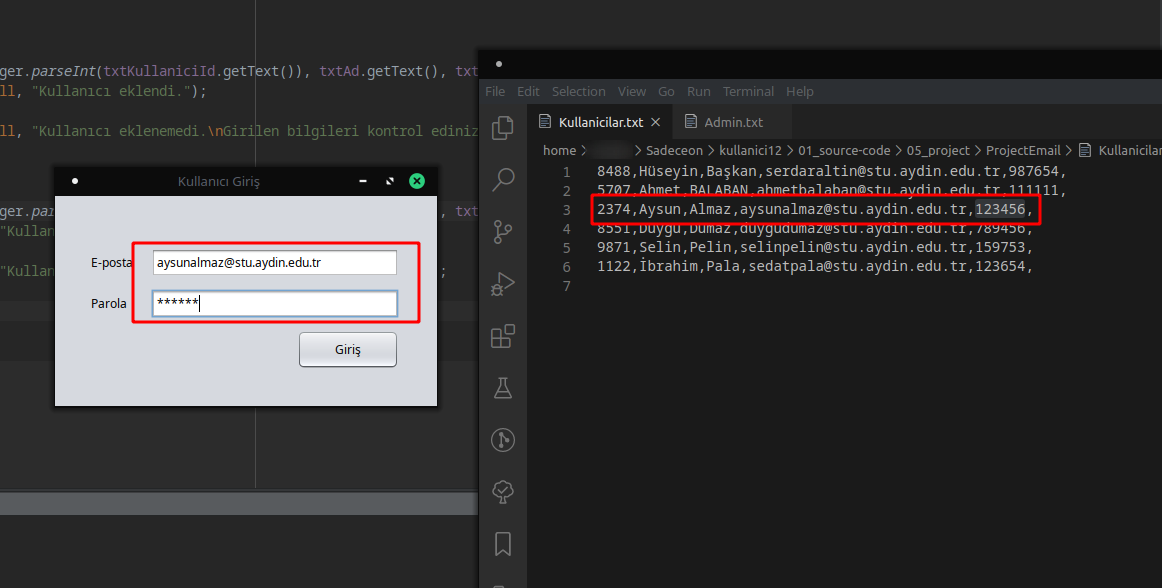 ger.parseInt(txtKullaniciId.getText()), txtAd.getText(), txt
ll, "Kullanıcı eklendi.");
ll, "Kullanıcı eklenemedi.\nGirilen bilgileri kontrol ediniz
ger.par
, txt
"Kullan
"Kullan
;
Kullanıcı Giriş
E-posta
aysunalmaz@stu.aydin.edu.tr
Parola
******
Giriş
File Edit Selection View Go Run Terminal Help
Kullanicilar.txt
Admin.txt
home > Sadeceon > kullanici12 > 01_source-code > 05_project > ProjectEmail > Kullanicilar
1 8488,Hüseyin,Başkan,serdaraltin@stu.aydin.edu.tr,987654,
2 5707,Ahmet,BALABAN,ahmetbalaban@stu.aydin.edu.tr,111111,
3 2374,Aysun,Almaz,aysunalmaz@stu.aydin.edu.tr,123456,
4 8551,Duygu,Dumaz,duygudumaz@stu.aydin.edu.tr,789456,
5 9871,Selin,Pelin,selinpelin@stu.aydin.edu.tr,159753,
6 1122,İbrahim,Pala,sedatpala@stu.aydin.edu.tr,123654,
7